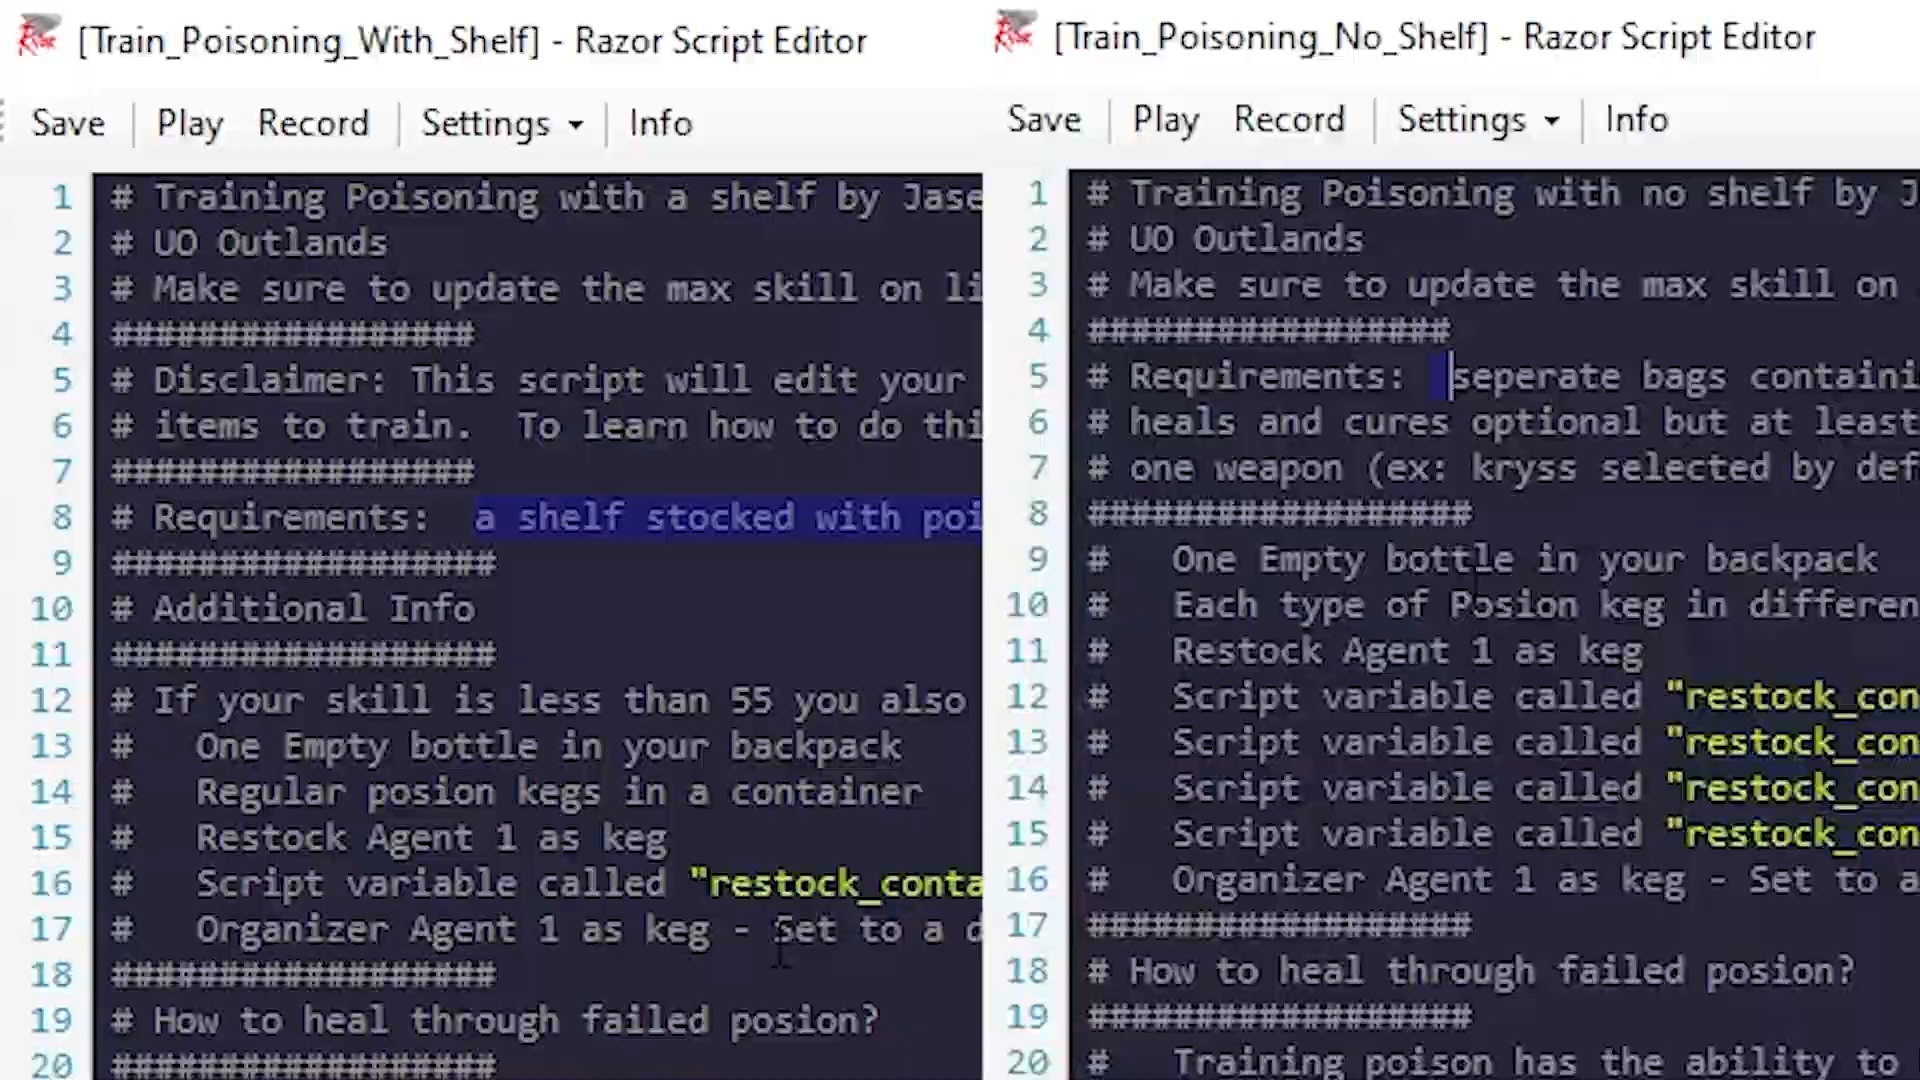 [Train_Poisoning_With_Shelf] - Razor Script Editor
Save Play Record Settings Info
1 # Training Poisoning with a shelf by Jase
2 # UO Outlands
3 # Make sure to update the max skill on li
4 #################
5 # Disclaimer: This script will edit your
6 # items to train.  To learn how to do thi
7 #################
8 # Requirements:  a shelf stocked with poi
9 ##################
10 # Additional Info
11 ##################
12 # If your skill is less than 55 you also
13 #   One Empty bottle in your backpack
14 #   Regular posion kegs in a container
15 #   Restock Agent 1 as keg
16 #   Script variable called "restock_conta
17 #   Organizer Agent 1 as keg - Set to a d
18 ##################
19 # How to heal through failed posion?
20 ##################
[Train_Poisoning_No_Shelf] - Razor Script Editor
Save Play Record Settings Info
1 # Training Poisoning with no shelf by J
2 # UO Outlands
3 # Make sure to update the max skill on
4 #################
5 # Requirements:  seperate bags containi
6 # heals and cures optional but at least
7 # one weapon (ex: kryss selected by def
8 ##################
9 #   One Empty bottle in your backpack
10 #   Each type of Posion keg in differen
11 #   Restock Agent 1 as keg
12 #   Script variable called "restock_con
13 #   Script variable called "restock_con
14 #   Script variable called "restock_con
15 #   Script variable called "restock_con
16 #   Organizer Agent 1 as keg - Set to a
17 ##################
18 # How to heal through failed posion?
19 ##################
20 #   Training poison has the ability to